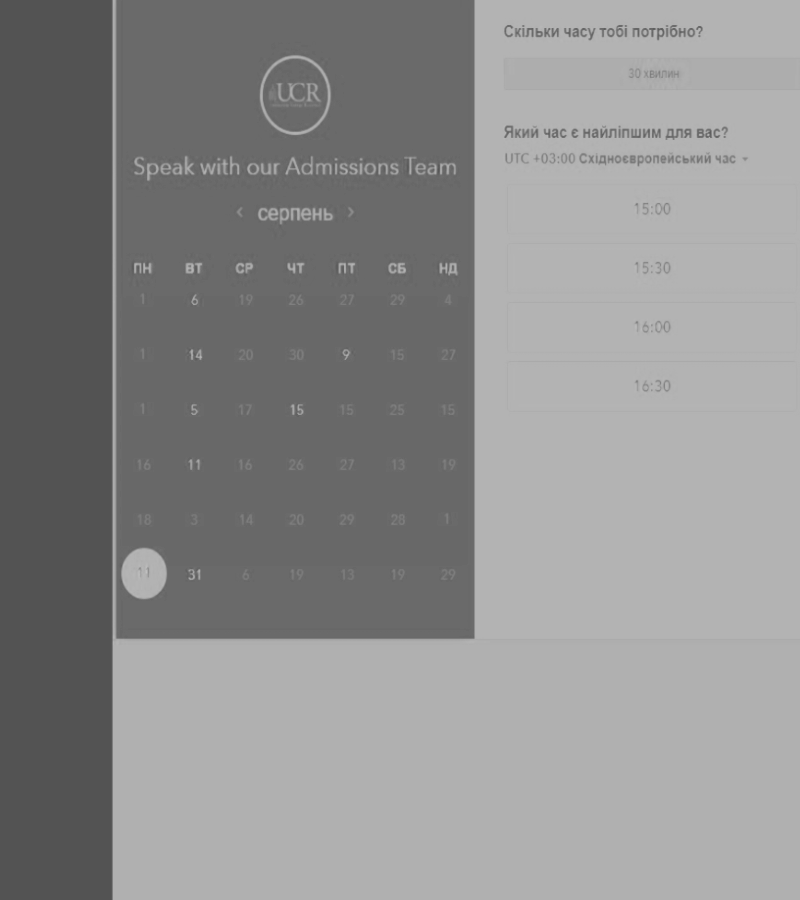 UCR
Speak with our Admissions Team
‹ серпень ›
ПН ВТ СР ЧТ ПТ СБ НД
1 6 19 26 27 29 4
1 14 20 30 9 15 27
1 5 17 15 15 25 15
16 11 16 26 27 13 19
18 3 14 20 29 28 1
11 31 6 19 13 19 29
Скільки часу тобі потрібно?
30 хвилин
Який час є найліпшим для вас?
UTC +03:00 Східноєвропейський час
15:00
15:30
16:00
16:30